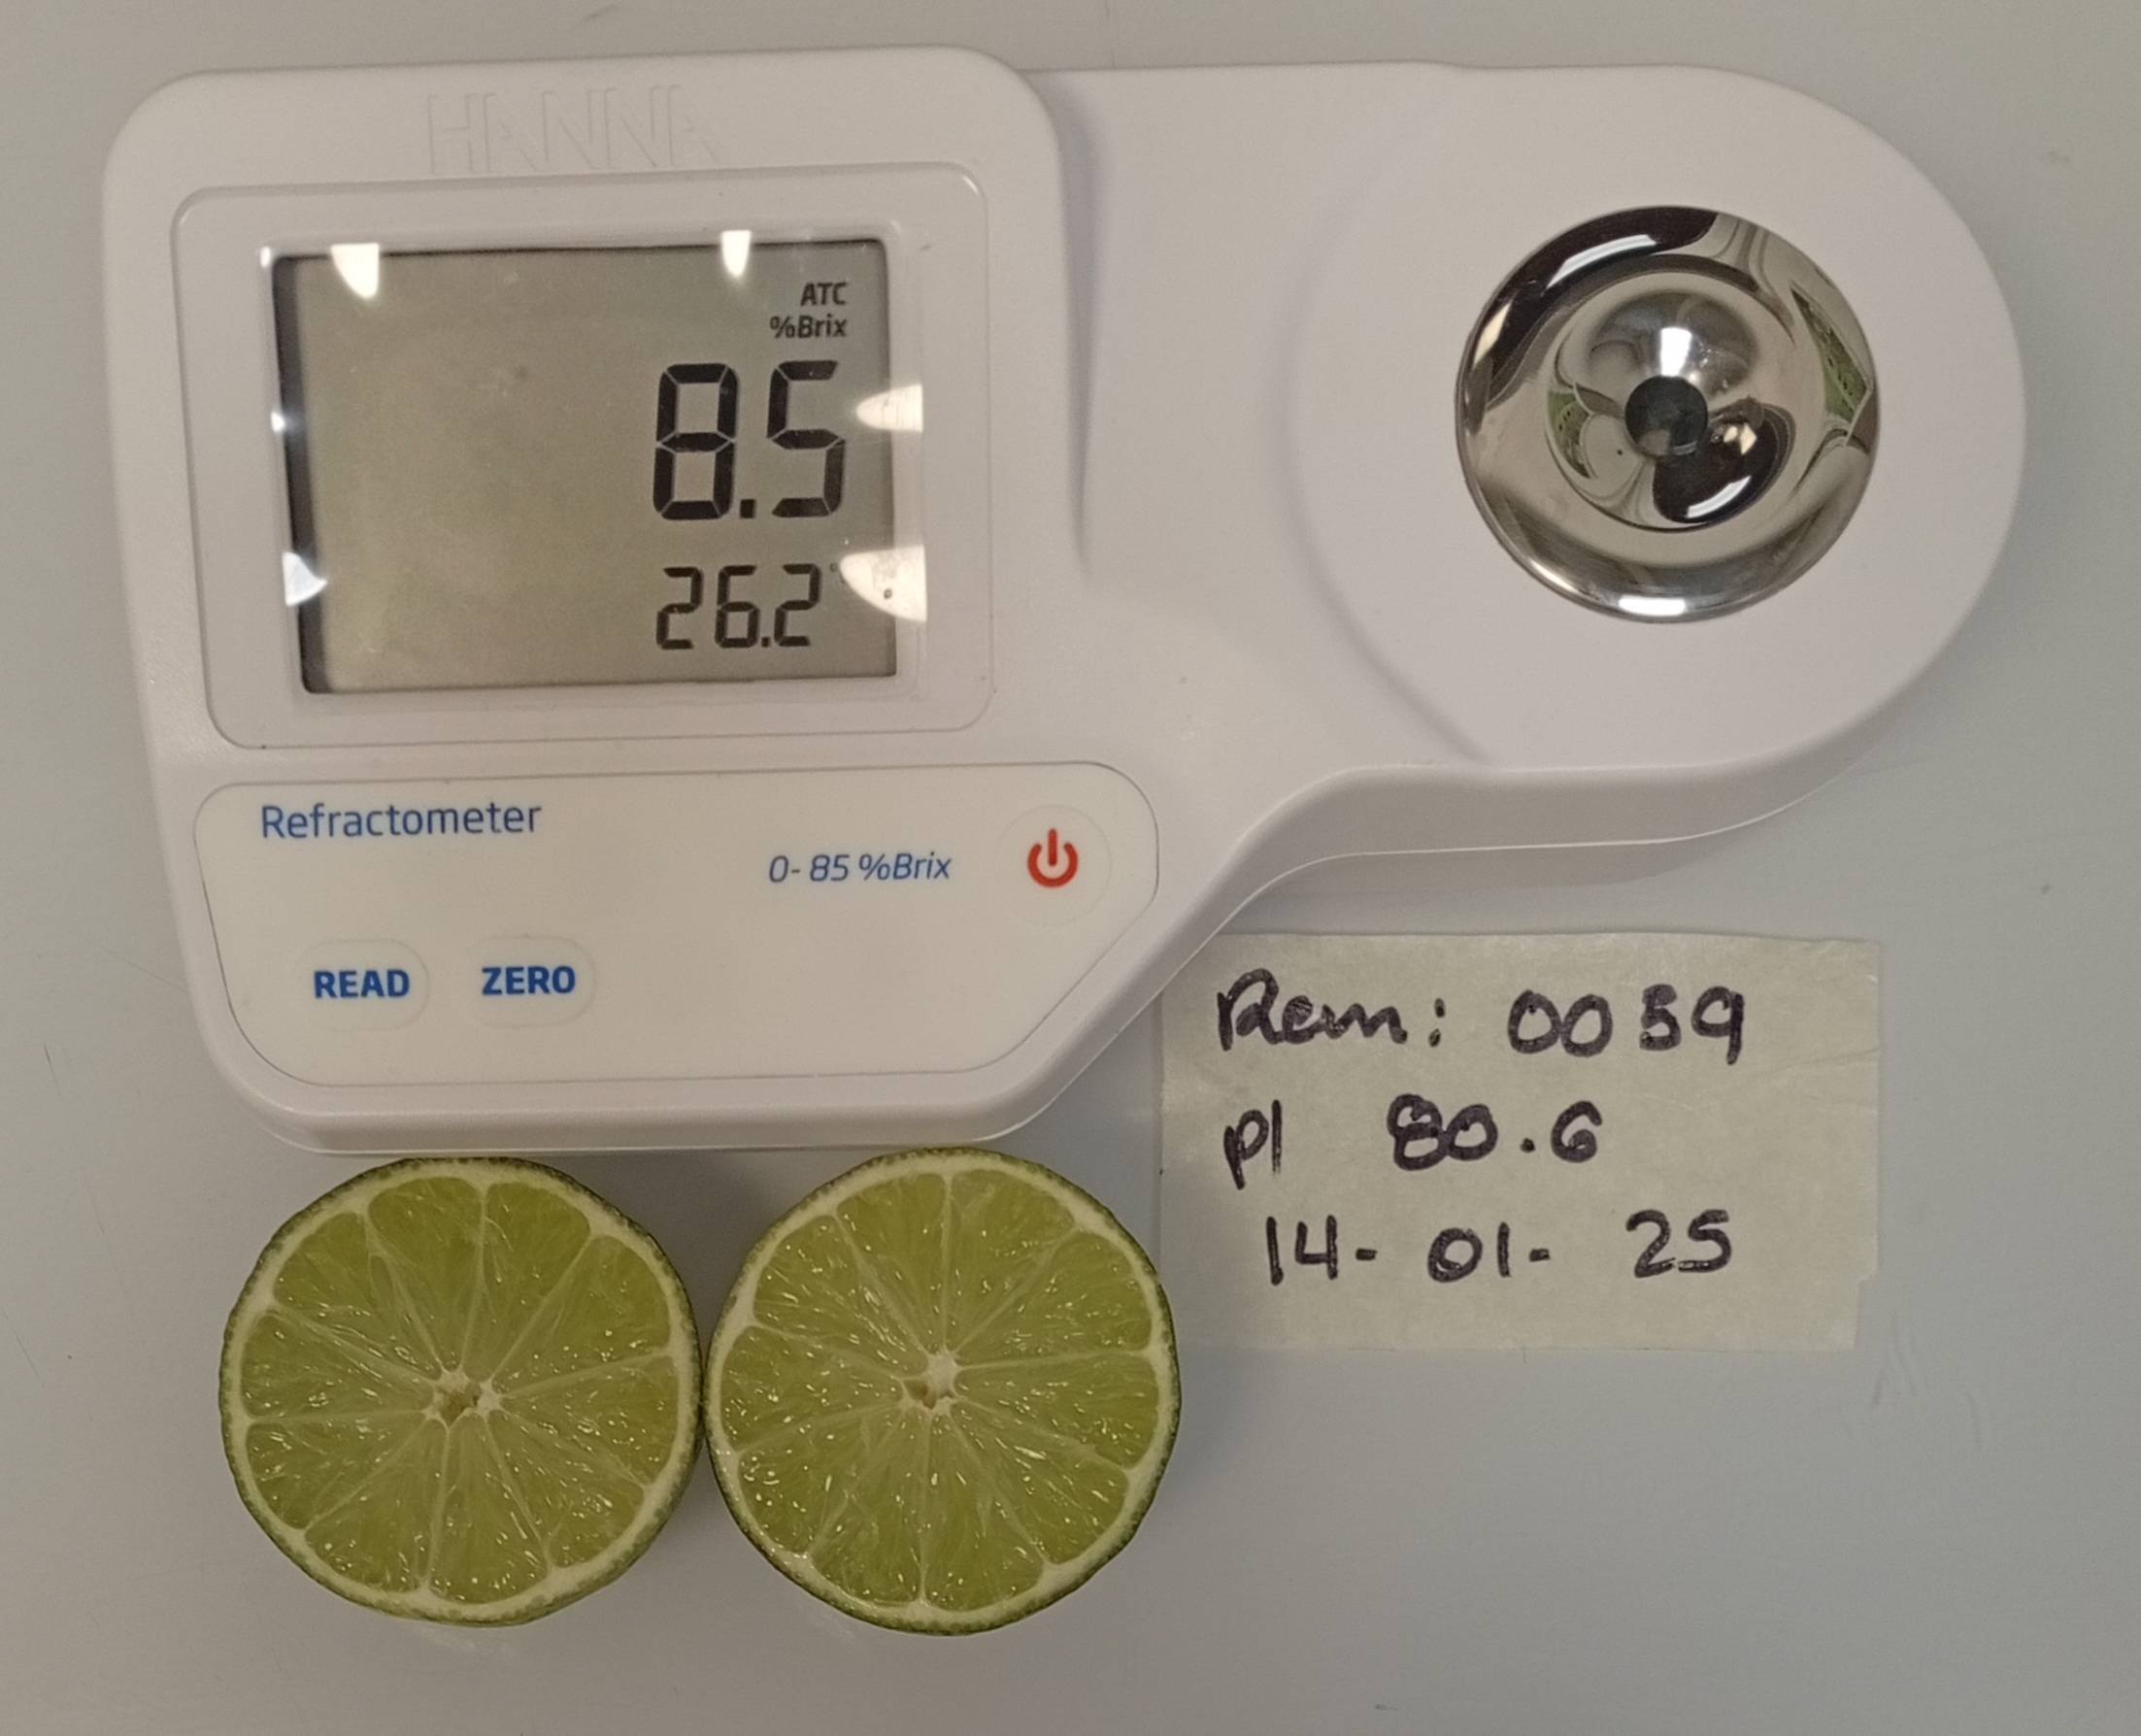 HANNA
ATC
%Brix
8.5
26.2°
Refractometer
0- 85 %Brix
READ
ZERO
Rem: 0059
pl 80.6
14- 01- 25